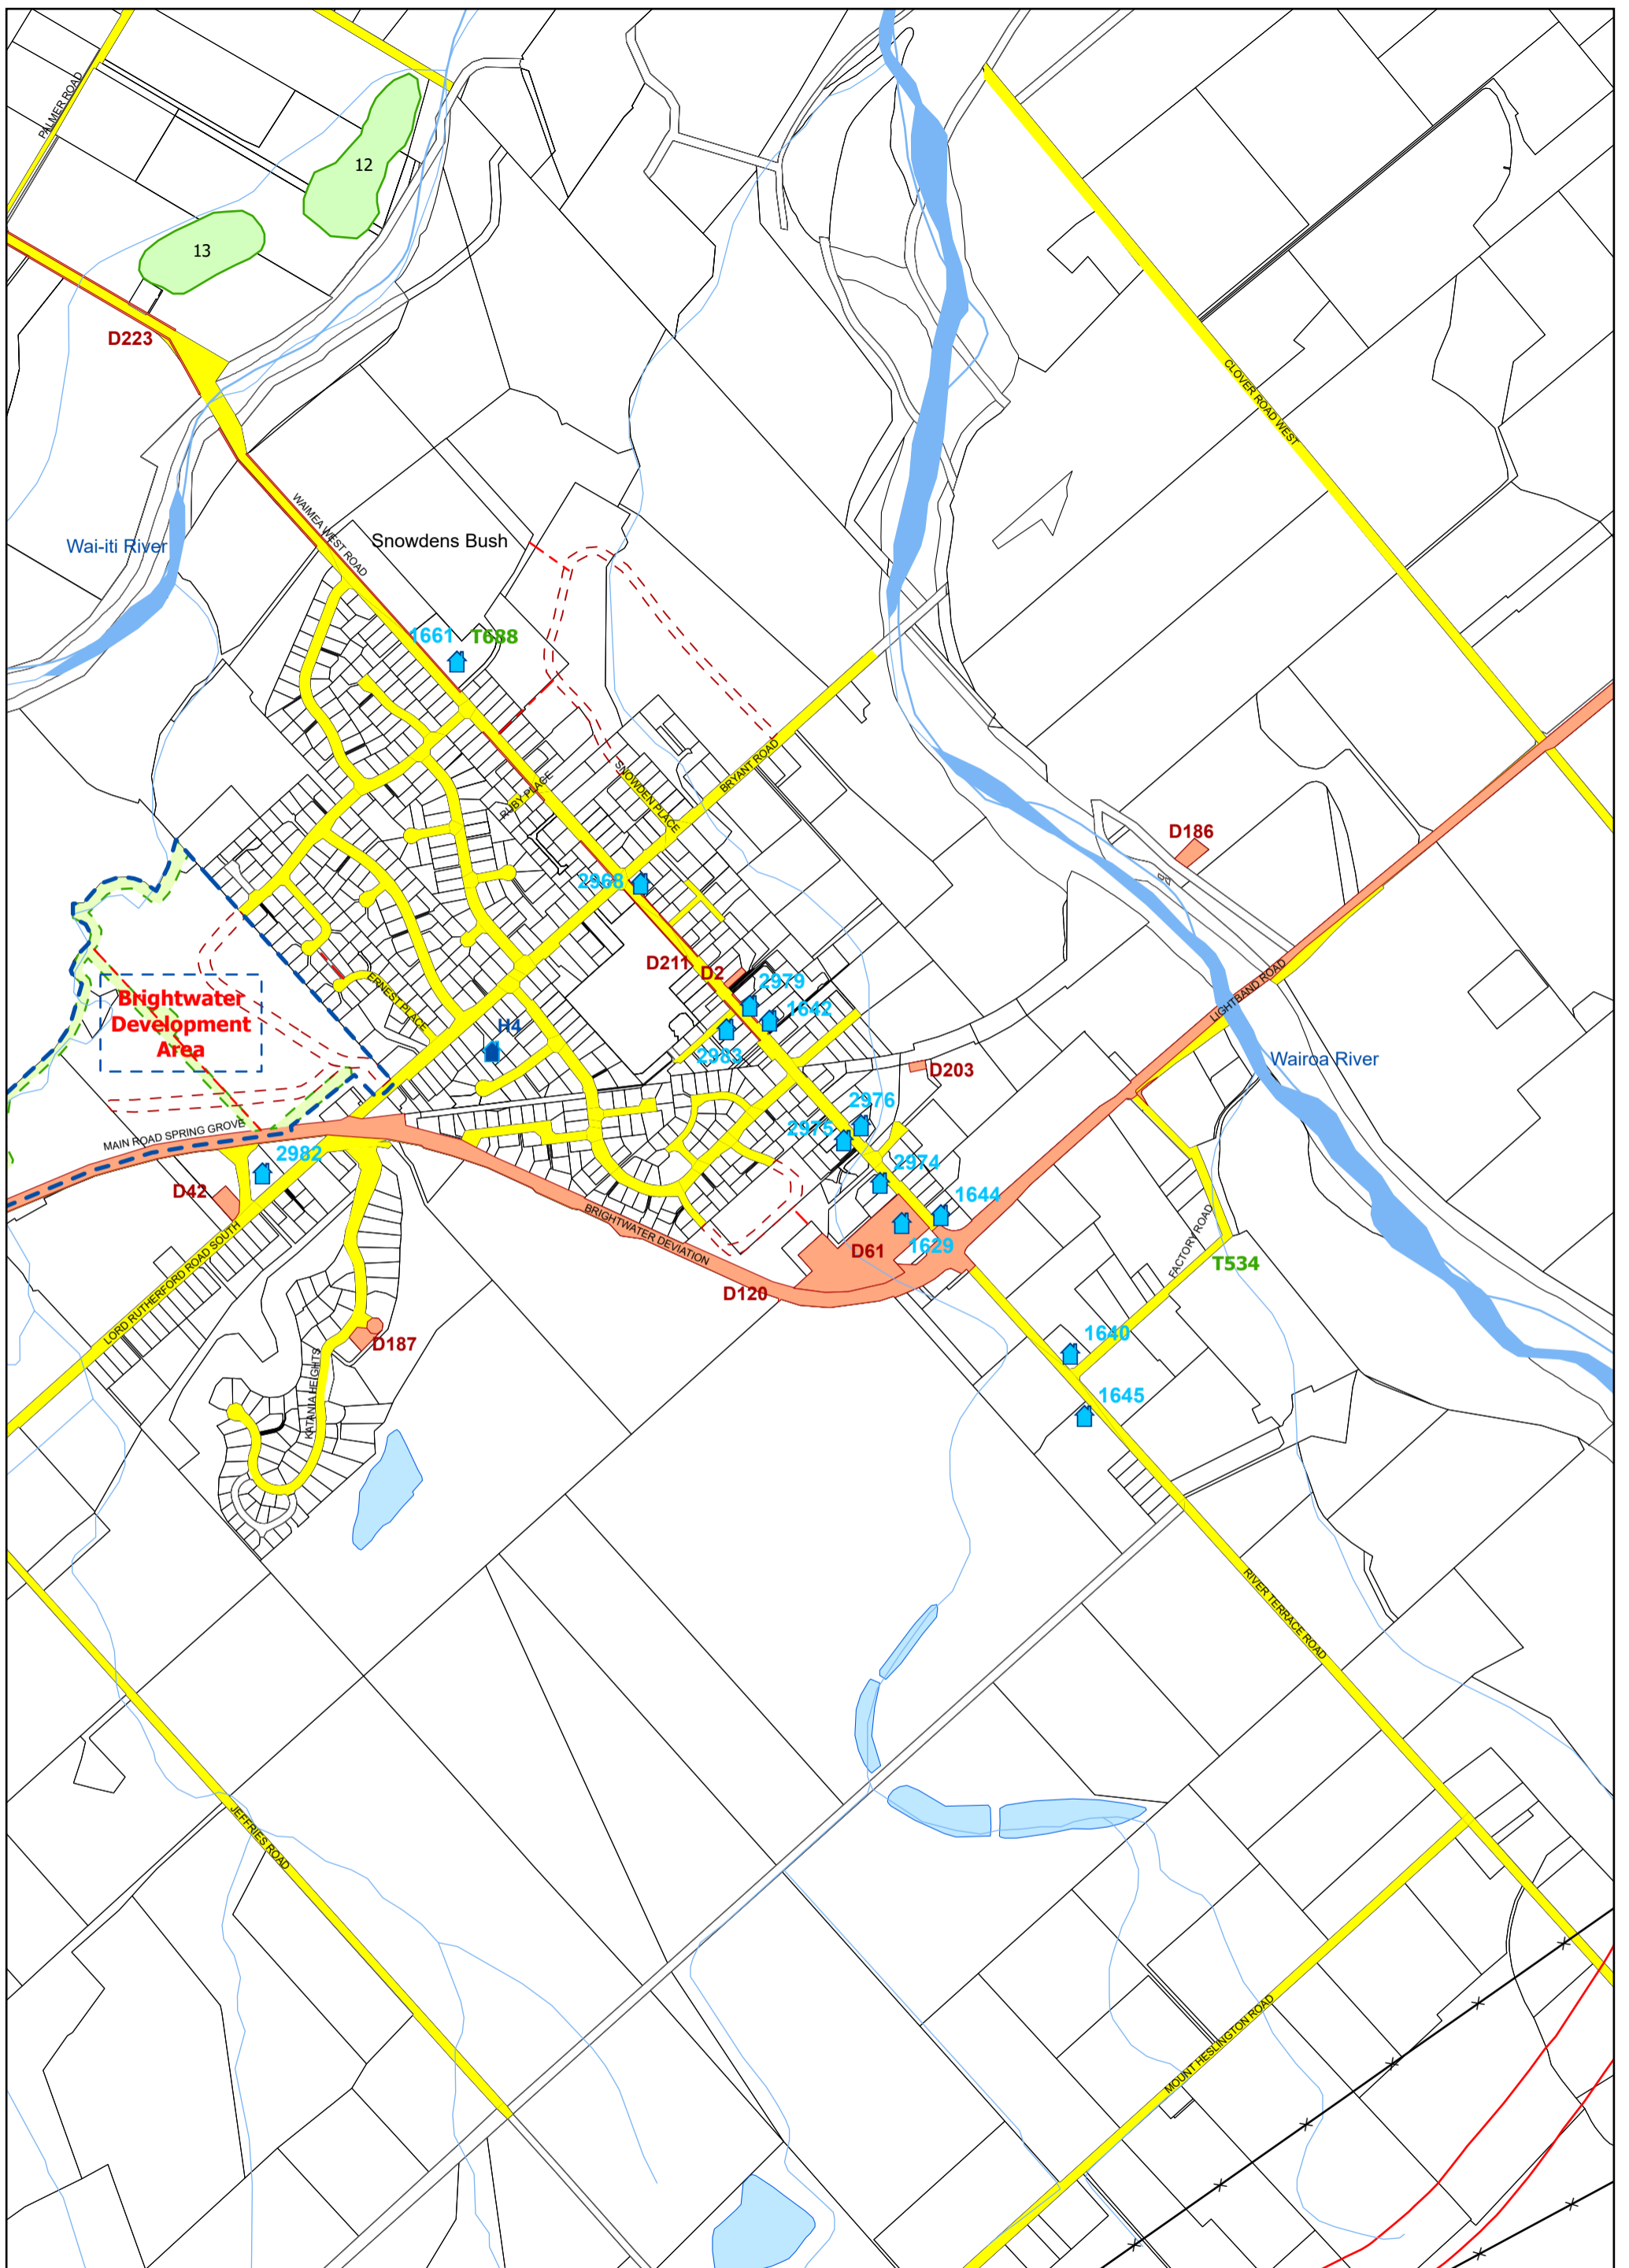 PALMER ROAD
12
13
D223
CLOVER ROAD WEST
WAIMEA WEST ROAD
Snowdens Bush
Wai-iti River
1661
T688
BRYANT ROAD
SNOWDEN PLACE
RUBY PLACE
D186
2968
D211
D2
2979
LIGHTBAND ROAD
Brightwater
Development
Area
ERNEST PLACE
H4
1642
2983
Wairoa River
D203
2976
2975
MAIN ROAD SPRING GROVE
2982
2974
D42
1644
BRIGHTWATER DEVIATION
LORD RUTHERFORD ROAD SOUTH
D61
1629
FACTORY ROAD
T534
D120
D187
1640
KATANIA HEIGHTS
1645
RIVER TERRACE ROAD
JEFFRIES ROAD
MOUNT HESLINGTON ROAD